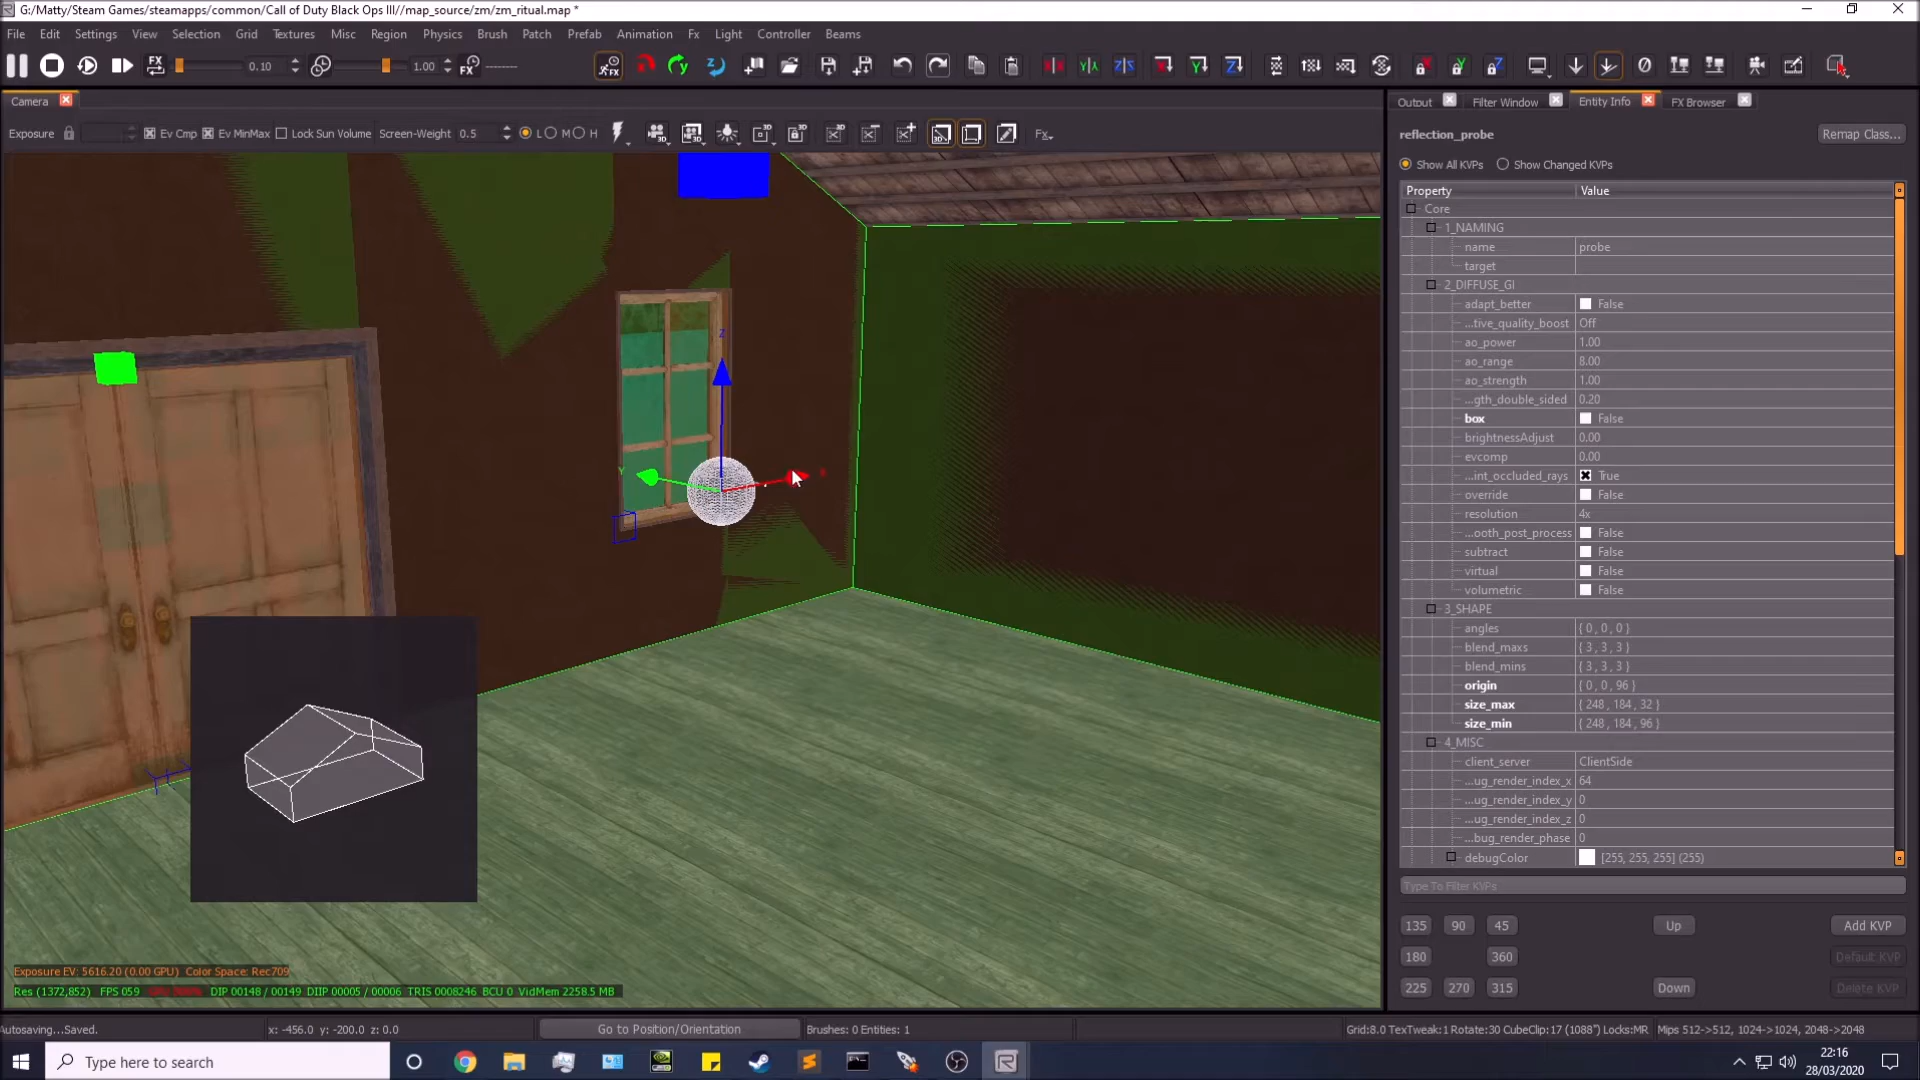 G:/Matty/Steam Games/steamapps/common/Call of Duty Black Ops III//map_source/zm/zm_ritual.map *
File Edit Settings View Selection Grid Textures Misc Region Physics Brush Patch Prefab Animation Fx Light Controller Beams
FX 0.10 1.00 FX
Camera
Output Filter Window Entity Info FX Browser
Exposure Ev Cmp Ev MinMax Lock Sun Volume Screen-Weight 0.5 L M H Fx
reflection_probe Remap Class...
Show All KVPs Show Changed KVPs
Property Value
Core
1_NAMING
name probe
target
2_DIFFUSE_GI
adapt_better False
...tive_quality_boost Off
ao_power 1.00
ao_range 8.00
ao_strength 1.00
...gth_double_sided 0.20
box False
brightnessAdjust 0.00
evcomp 0.00
...int_occluded_rays True
override False
resolution 4x
...ooth_post_process False
subtract False
virtual False
volumetric False
3_SHAPE
angles { 0 , 0 , 0 }
blend_maxs { 3 , 3 , 3 }
blend_mins { 3 , 3 , 3 }
origin { 0 , 0 , 96 }
size_max { 248 , 184 , 32 }
size_min { 248 , 184 , 96 }
4_MISC
client_server ClientSide
...ug_render_index_x 64
...ug_render_index_y 0
...ug_render_index_z 0
...bug_render_phase 0
debugColor [255, 255, 255] (255)
Type To Filter KVPs
135 90 45 Up Add KVP
180 360 Default KVP
225 270 315 Down Delete KVP
Z
Y
Exposure EV: 5616.20 (0.00 GPU) Color Space: Rec709
Res (1372,852) FPS 059 DIP 00148 / 00149 DIIP 00005 / 00006 TRIS 0008246 BCU 0 VidMem 2258.5 MB
Autosaving...Saved. x: -456.0 y: -200.0 z: 0.0 Go to Position/Orientation Brushes: 0 Entities: 1 Grid:8.0 TexTweak:1 Rotate:30 CubeClip:17 (1088") Locks:MR Mips 512->512, 1024->1024, 2048->2048
Type here to search
22:16
28/03/2020